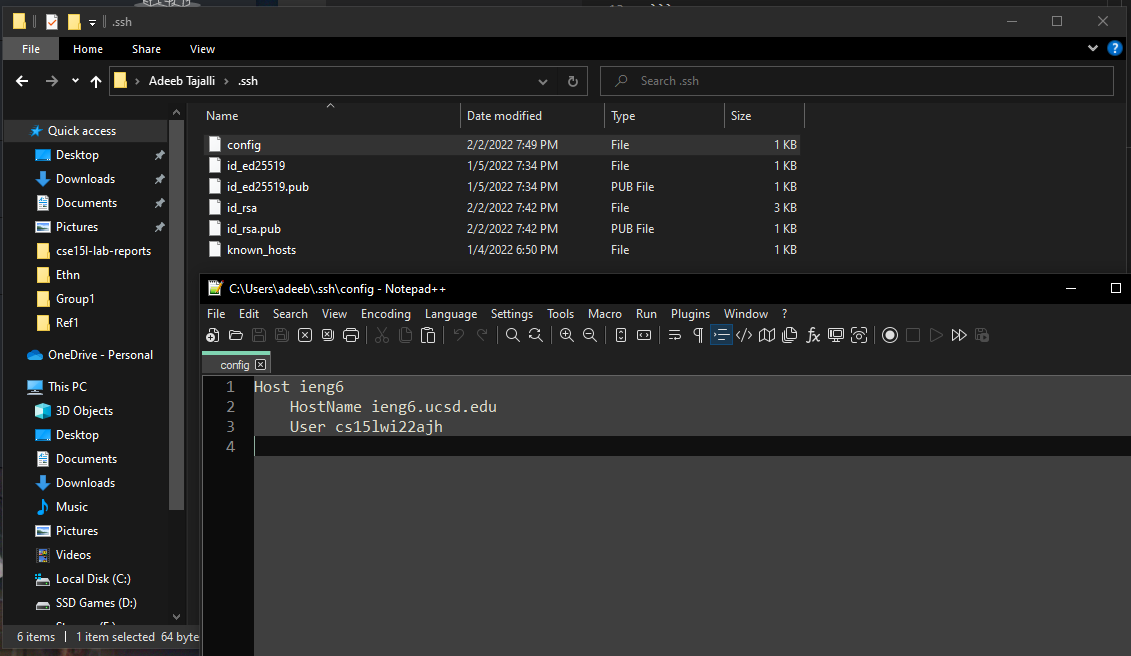 .ssh
File Home Share View
Adeeb Tajalli .ssh
Search .ssh
Name Date modified Type Size
config 2/2/2022 7:49 PM File 1 KB
id_ed25519 1/5/2022 7:34 PM File 1 KB
id_ed25519.pub 1/5/2022 7:34 PM PUB File 1 KB
id_rsa 2/2/2022 7:42 PM File 3 KB
id_rsa.pub 2/2/2022 7:42 PM PUB File 1 KB
known_hosts 1/4/2022 6:50 PM File 1 KB
Quick access
Desktop
Downloads
Documents
Pictures
cse15l-lab-reports
Ethn
Group1
Ref1
OneDrive - Personal
This PC
3D Objects
Desktop
Documents
Downloads
Music
Pictures
Videos
Local Disk (C:)
SSD Games (D:)
6 items 1 item selected 64 byte
C:\Users\adeeb\.ssh\config - Notepad++
File Edit Search View Encoding Language Settings Tools Macro Run Plugins Window ?
config
1 Host ieng6
2 HostName ieng6.ucsd.edu
3 User cs15lwi22ajh
4